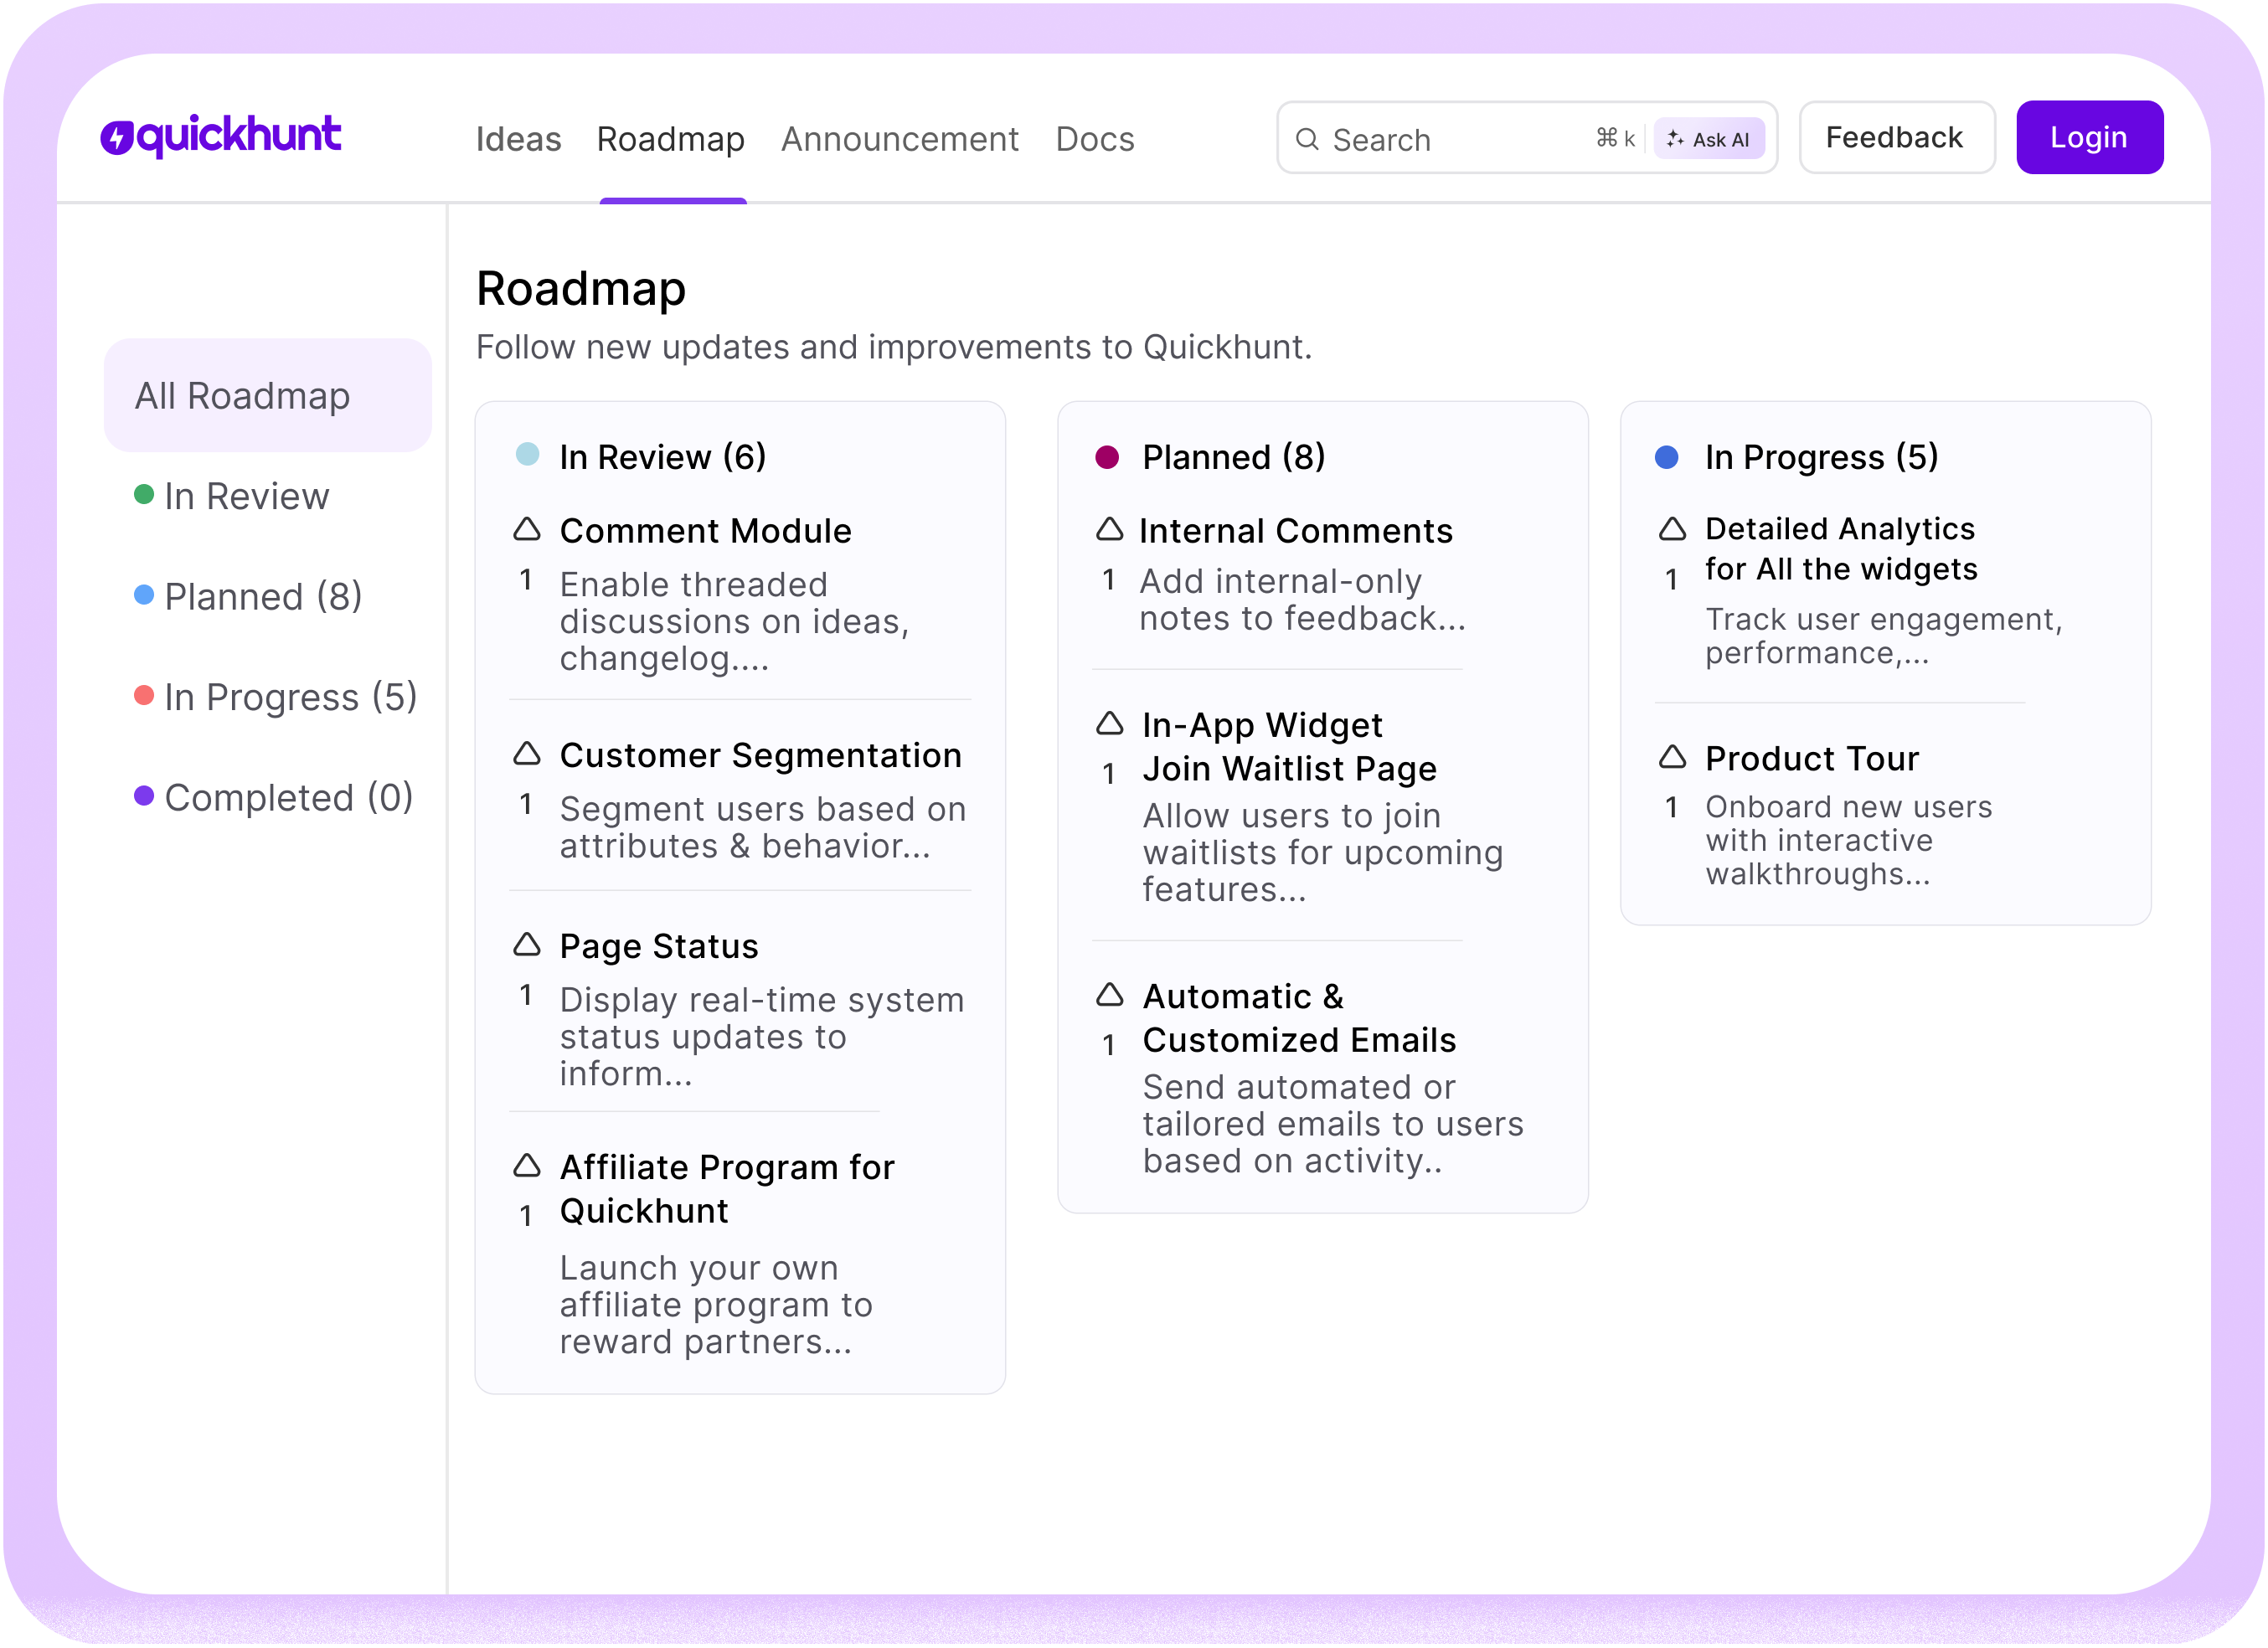 quickhunt
Ideas Roadmap Announcement Docs
Search ⌘ k Ask AI
Feedback
Login
All Roadmap
In Review
Planned (8)
In Progress (5)
Completed (0)
Roadmap
Follow new updates and improvements to Quickhunt.
In Review (6)
Comment Module
1
Enable threaded
discussions on ideas,
changelog....
Customer Segmentation
1
Segment users based on
attributes & behavior...
Page Status
1
Display real-time system
status updates to
inform...
Affiliate Program for
Quickhunt
1
Launch your own
affiliate program to
reward partners...
Planned (8)
Internal Comments
1
Add internal-only
notes to feedback...
In-App Widget
Join Waitlist Page
1
Allow users to join
waitlists for upcoming
features...
Automatic &
Customized Emails
1
Send automated or
tailored emails to users
based on activity..
In Progress (5)
Detailed Analytics
for All the widgets
1
Track user engagement,
performance,...
Product Tour
1
Onboard new users
with interactive
walkthroughs...